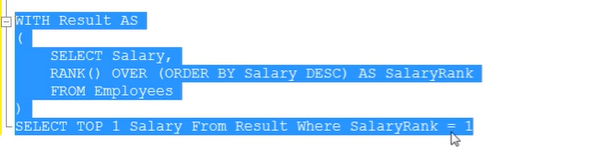 WITH Result AS
(
    SELECT Salary,
    RANK() OVER (ORDER BY Salary DESC) AS SalaryRank
    FROM Employees
)
SELECT TOP 1 Salary From Result Where SalaryRank = 1